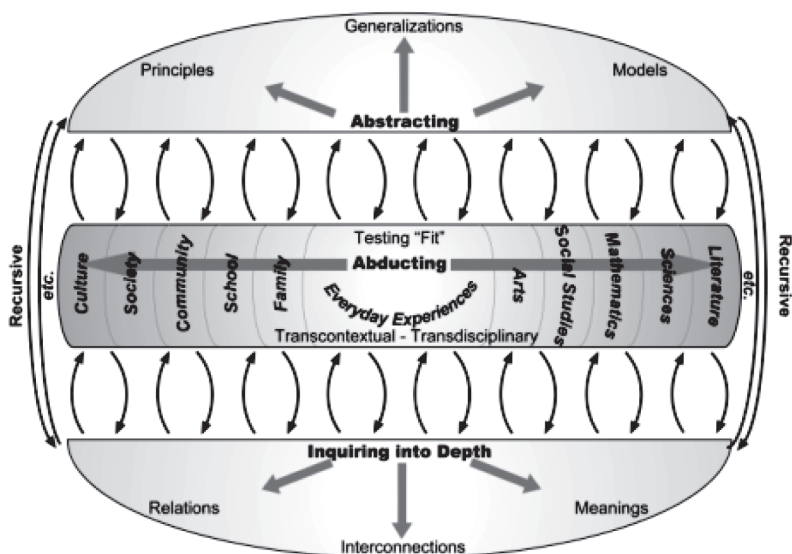 Generalizations
Principles
Models
Abstracting
Recursive
etc.
Culture
Society
Community
School
Family
Testing "Fit"
Abducting
Everyday Experiences
Transcontextual - Transdisciplinary
Arts
Social Studies
Mathematics
Sciences
Literature
etc.
Recursive
Inquiring into Depth
Relations
Meanings
Interconnections